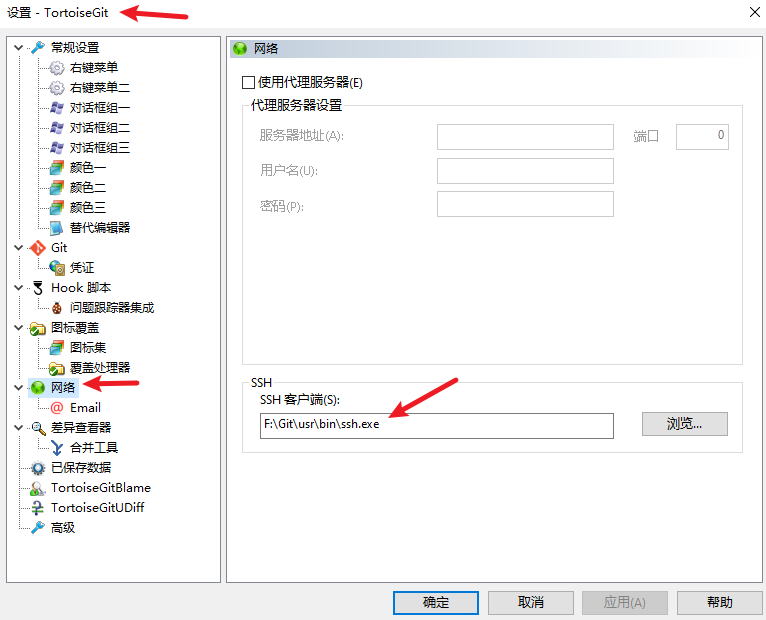 设置 - TortoiseGit
常规设置
右键菜单
右键菜单二
对话框组一
对话框组二
对话框组三
颜色一
颜色二
颜色三
替代编辑器
Git
凭证
Hook 脚本
问题跟踪器集成
图标覆盖
图标集
覆盖处理器
网络
Email
差异查看器
合并工具
已保存数据
TortoiseGitBlame
TortoiseGitUDiff
高级
网络
使用代理服务器(E)
代理服务器设置
服务器地址(A): 端口 0
用户名(U):
密码(P):
SSH
SSH 客户端(S):
F:\Git\usr\bin\ssh.exe 浏览...
确定 取消 应用(A) 帮助